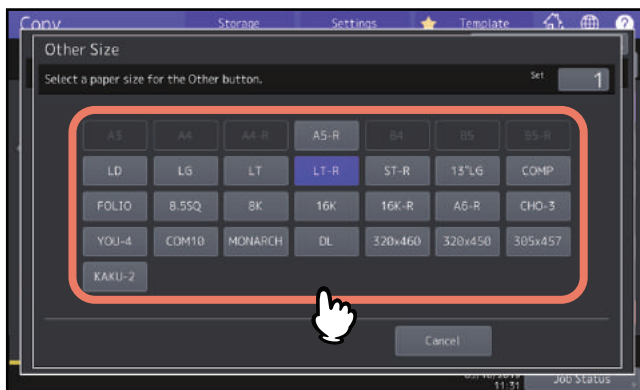 Copy Storage Settings Template ?
Other Size
Select a paper size for the Other button. Set 1
A3 A4 A4-R A5-R B4 B5 B5-R
LD LG LT LT-R ST-R 13"LG COMP
FOLIO 8.5SQ 8K 16K 16K-R A6-R CHO-3
YOU-4 COM10 MONARCH DL 320x460 320x450 305x457
KAKU-2
Cancel
11:31 Job Status